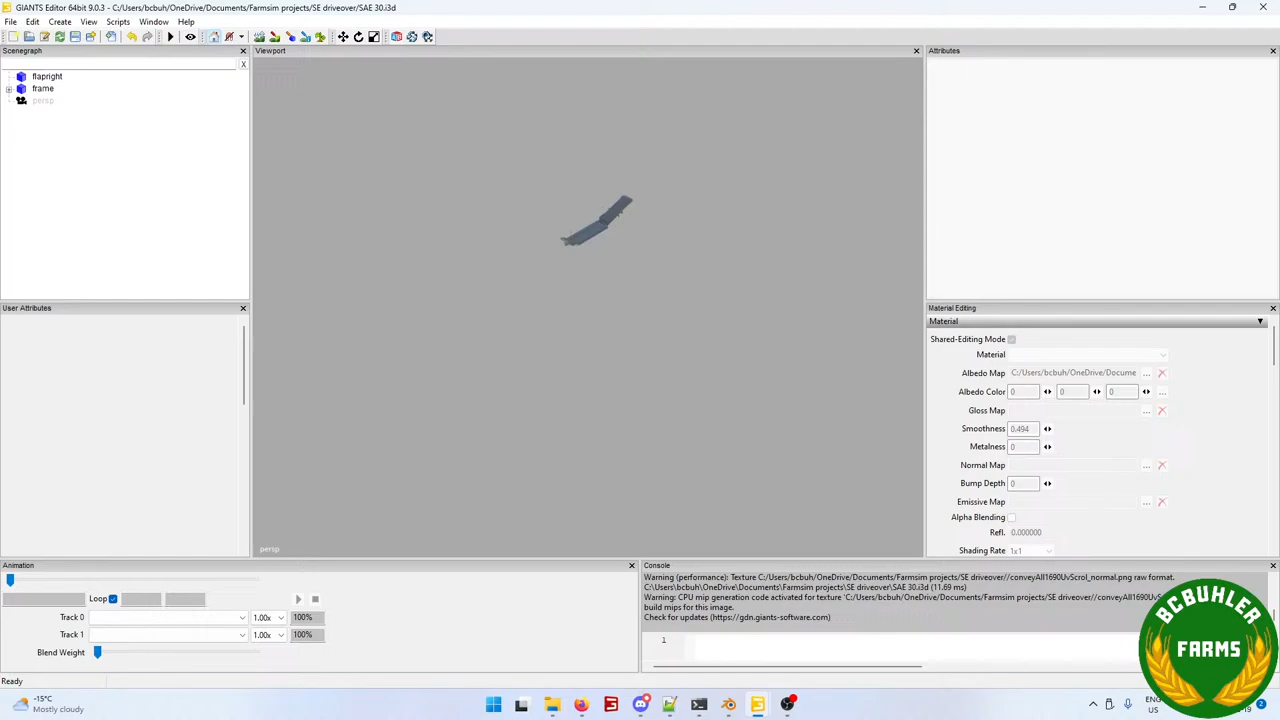 GIANTS Editor 64bit 9.0.3 - C:/Users/bcbuh/OneDrive/Documents/Farmsim projects/SE driveover/SAE 30.i3d
File Edit Create View Scripts Window Help
Scenegraph
X
flapright
frame
persp
Viewport
persp
Attributes
User Attributes
Material Editing
Material
Shared-Editing Mode
Material
Albedo Map C:/Users/bcbuh/OneDrive/Docume ...
Albedo Color 0 0 0 ...
Gloss Map ...
Smoothness 0.494
Metalness 0
Normal Map ...
Bump Depth 0
Emissive Map ...
Alpha Blending
Refl. 0.000000
Shading Rate 1x1
Animation
Loop
Track 0 1.00x 100%
Track 1 1.00x 100%
Blend Weight
Console
Warning (performance): Texture C:/Users/bcbuh/OneDrive/Documents/Farmsim projects/SE driveover//conveyAll1690UvScrol_normal.png raw format.
C:\Users\bcbuh\OneDrive\Documents\Farmsim projects\SE driveover\SAE 30.i3d (11.69 ms)
Warning: CPU mip generation code activated for texture 'C:/Users/bcbuh/OneDrive/Documents/Farmsim projects/SE driveover//conveyAll1690UvSc
build mips for this image.
Check for updates (https://gdn.giants-software.com)
1
Ready
-15°C
Mostly cloudy
ENG
US
BCBUHLER
FARMS